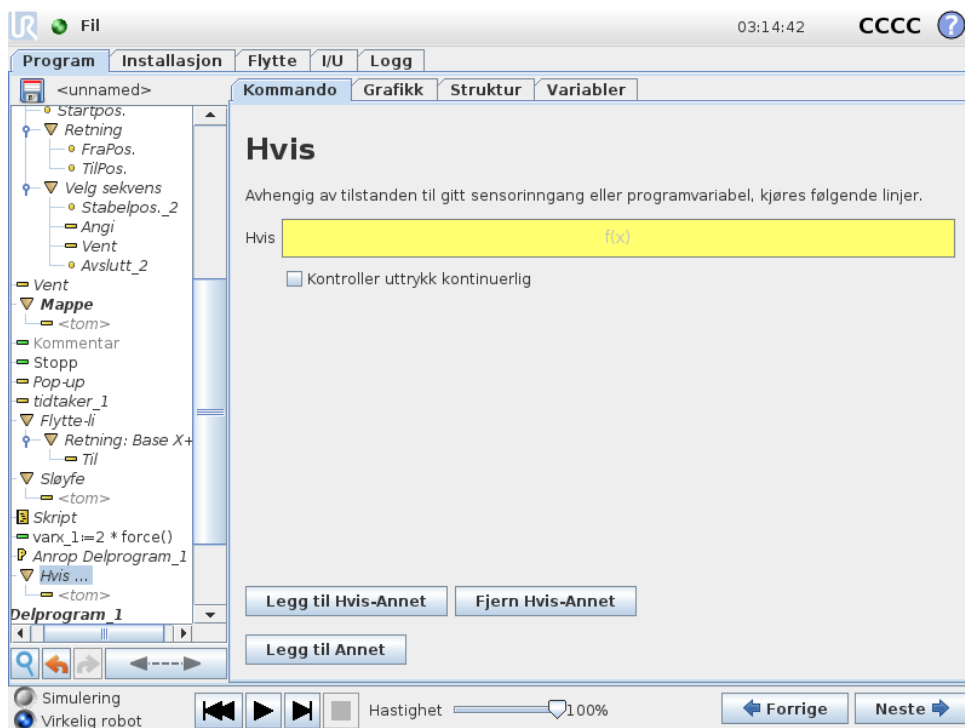 UR Fil 03:14:42 CCCC ?
Program Installasjon Flytte I/U Logg
<unnamed>
Kommando Grafikk Struktur Variabler
Startpos.
Retning
FraPos.
TilPos.
Velg sekvens
Stabelpos._2
Angi
Vent
Avslutt_2
Vent
Mappe
<tom>
Kommentar
Stopp
Pop-up
tidtaker_1
Flytte-li
Retning: Base X+
Til
Sløyfe
<tom>
Skript
varx_1:=2 * force()
P Anrop Delprogram_1
Hvis ...
<tom>
Delprogram_1
Hvis
Avhengig av tilstanden til gitt sensorinngang eller programvariabel, kjøres følgende linjer.
Hvis f(x)
Kontroller uttrykk kontinuerlig
Legg til Hvis-Annet Fjern Hvis-Annet
Legg til Annet
Simulering
Virkelig robot
Hastighet 100%
Forrige Neste